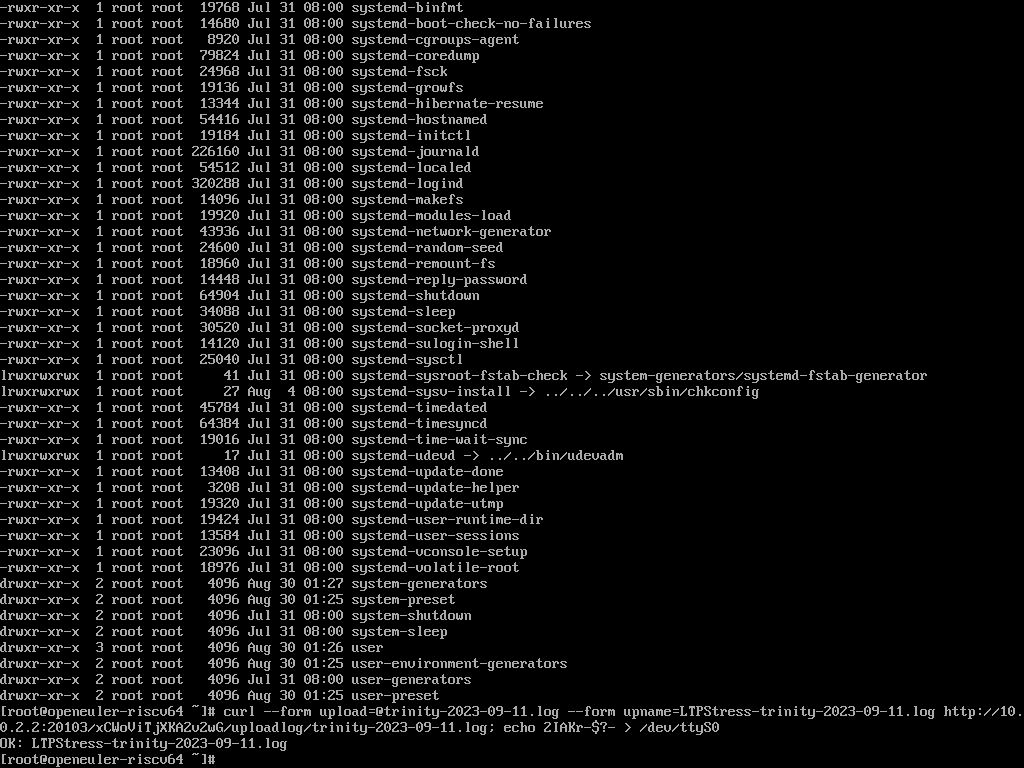 -rwxr-xr-x  1 root root  19768 Jul 31 08:00 systemd-binfmt
-rwxr-xr-x  1 root root  14680 Jul 31 08:00 systemd-boot-check-no-failures
-rwxr-xr-x  1 root root   8920 Jul 31 08:00 systemd-cgroups-agent
-rwxr-xr-x  1 root root  79824 Jul 31 08:00 systemd-coredump
-rwxr-xr-x  1 root root  24968 Jul 31 08:00 systemd-fsck
-rwxr-xr-x  1 root root  19136 Jul 31 08:00 systemd-growfs
-rwxr-xr-x  1 root root  13344 Jul 31 08:00 systemd-hibernate-resume
-rwxr-xr-x  1 root root  54416 Jul 31 08:00 systemd-hostnamed
-rwxr-xr-x  1 root root  19184 Jul 31 08:00 systemd-initctl
-rwxr-xr-x  1 root root 226160 Jul 31 08:00 systemd-journald
-rwxr-xr-x  1 root root  54512 Jul 31 08:00 systemd-localed
-rwxr-xr-x  1 root root 320288 Jul 31 08:00 systemd-logind
-rwxr-xr-x  1 root root  14096 Jul 31 08:00 systemd-makefs
-rwxr-xr-x  1 root root  19920 Jul 31 08:00 systemd-modules-load
-rwxr-xr-x  1 root root  43936 Jul 31 08:00 systemd-network-generator
-rwxr-xr-x  1 root root  24600 Jul 31 08:00 systemd-random-seed
-rwxr-xr-x  1 root root  18960 Jul 31 08:00 systemd-remount-fs
-rwxr-xr-x  1 root root  14448 Jul 31 08:00 systemd-reply-password
-rwxr-xr-x  1 root root  64904 Jul 31 08:00 systemd-shutdown
-rwxr-xr-x  1 root root  34088 Jul 31 08:00 systemd-sleep
-rwxr-xr-x  1 root root  30520 Jul 31 08:00 systemd-socket-proxyd
-rwxr-xr-x  1 root root  14120 Jul 31 08:00 systemd-sulogin-shell
-rwxr-xr-x  1 root root  25040 Jul 31 08:00 systemd-sysctl
lrwxrwxrwx  1 root root     41 Jul 31 08:00 systemd-sysroot-fstab-check -> system-generators/systemd-fstab-generator
lrwxrwxrwx  1 root root     27 Aug  4 08:00 systemd-sysv-install -> ../../../usr/sbin/chkconfig
-rwxr-xr-x  1 root root  45784 Jul 31 08:00 systemd-timedated
-rwxr-xr-x  1 root root  64384 Jul 31 08:00 systemd-timesyncd
-rwxr-xr-x  1 root root  19016 Jul 31 08:00 systemd-time-wait-sync
lrwxrwxrwx  1 root root     17 Jul 31 08:00 systemd-udevd -> ../../bin/udevadm
-rwxr-xr-x  1 root root  13408 Jul 31 08:00 systemd-update-done
-rwxr-xr-x  1 root root   3208 Jul 31 08:00 systemd-update-helper
-rwxr-xr-x  1 root root  19320 Jul 31 08:00 systemd-update-utmp
-rwxr-xr-x  1 root root  19424 Jul 31 08:00 systemd-user-runtime-dir
-rwxr-xr-x  1 root root  13584 Jul 31 08:00 systemd-user-sessions
-rwxr-xr-x  1 root root  23096 Jul 31 08:00 systemd-vconsole-setup
-rwxr-xr-x  1 root root  18976 Jul 31 08:00 systemd-volatile-root
drwxr-xr-x  2 root root   4096 Aug 30 01:27 system-generators
drwxr-xr-x  2 root root   4096 Aug 30 01:25 system-preset
drwxr-xr-x  2 root root   4096 Jul 31 08:00 system-shutdown
drwxr-xr-x  2 root root   4096 Jul 31 08:00 system-sleep
drwxr-xr-x  3 root root   4096 Aug 30 01:26 user
drwxr-xr-x  2 root root   4096 Aug 30 01:25 user-environment-generators
drwxr-xr-x  2 root root   4096 Jul 31 08:00 user-generators
drwxr-xr-x  2 root root   4096 Aug 30 01:25 user-preset
[root@openeuler-riscv64 ~]# curl --form upload=@trinity-2023-09-11.log --form upname=LTPStress-trinity-2023-09-11.log http://10.
0.2.2:20103/xCWoViTjXKA2v2wG/uploadlog/trinity-2023-09-11.log; echo 2IAKr-$?- > /dev/ttyS0
OK: LTPStress-trinity-2023-09-11.log
[root@openeuler-riscv64 ~]#